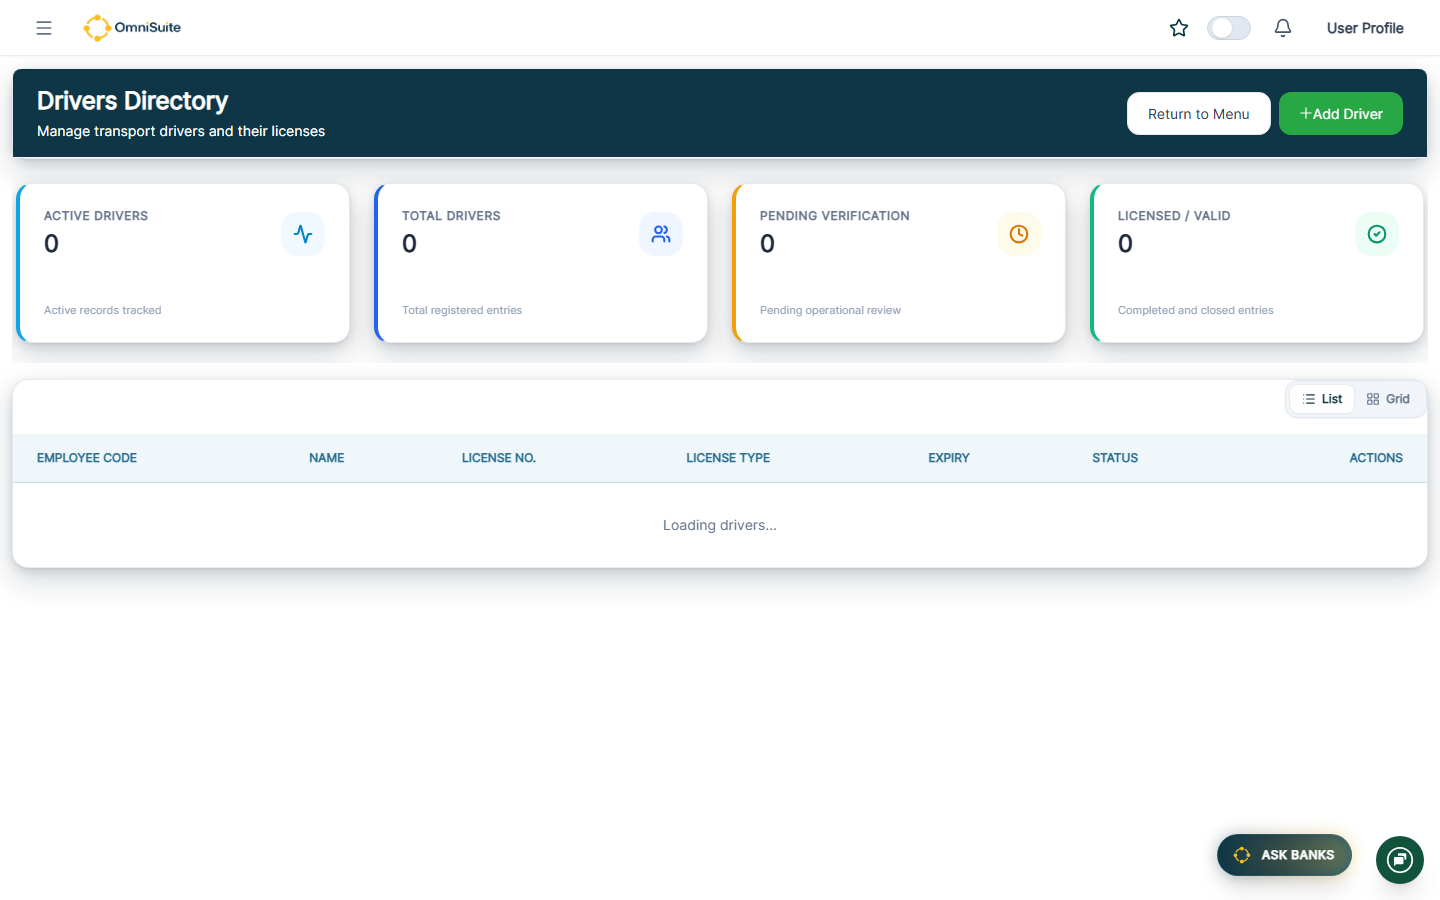 OmniSuite
User Profile
Drivers Directory
Manage transport drivers and their licenses
Return to Menu
+Add Driver
ACTIVE DRIVERS
0
Active records tracked
TOTAL DRIVERS
0
Total registered entries
PENDING VERIFICATION
0
Pending operational review
LICENSED / VALID
0
Completed and closed entries
List
Grid
EMPLOYEE CODE NAME LICENSE NO. LICENSE TYPE EXPIRY STATUS ACTIONS
Loading drivers...
ASK BANKS